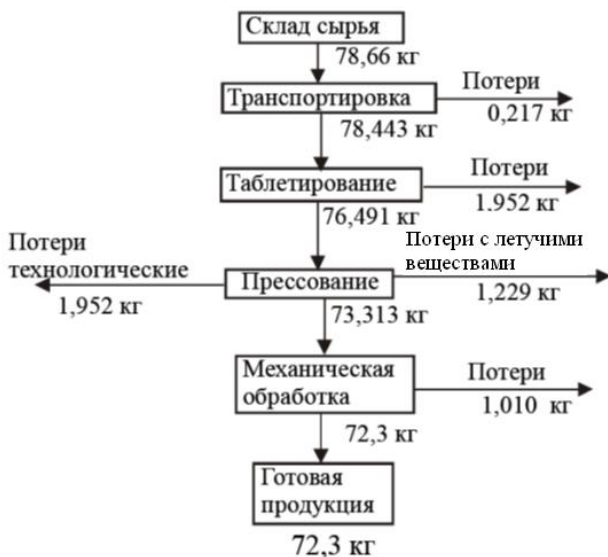 Склад сырья
78,66 кг
Потери
Транспортировка
0,217 кг
78,443 кг
Потери
Таблетирование
1.952 кг
76,491 кг
Потери
технологические
Потери с летучими
веществами
Прессование
1,952 кг
1,229 кг
73,313 кг
Механическая
обработка
Потери
1,010 кг
72,3 кг
Готовая
продукция
72,3 кг